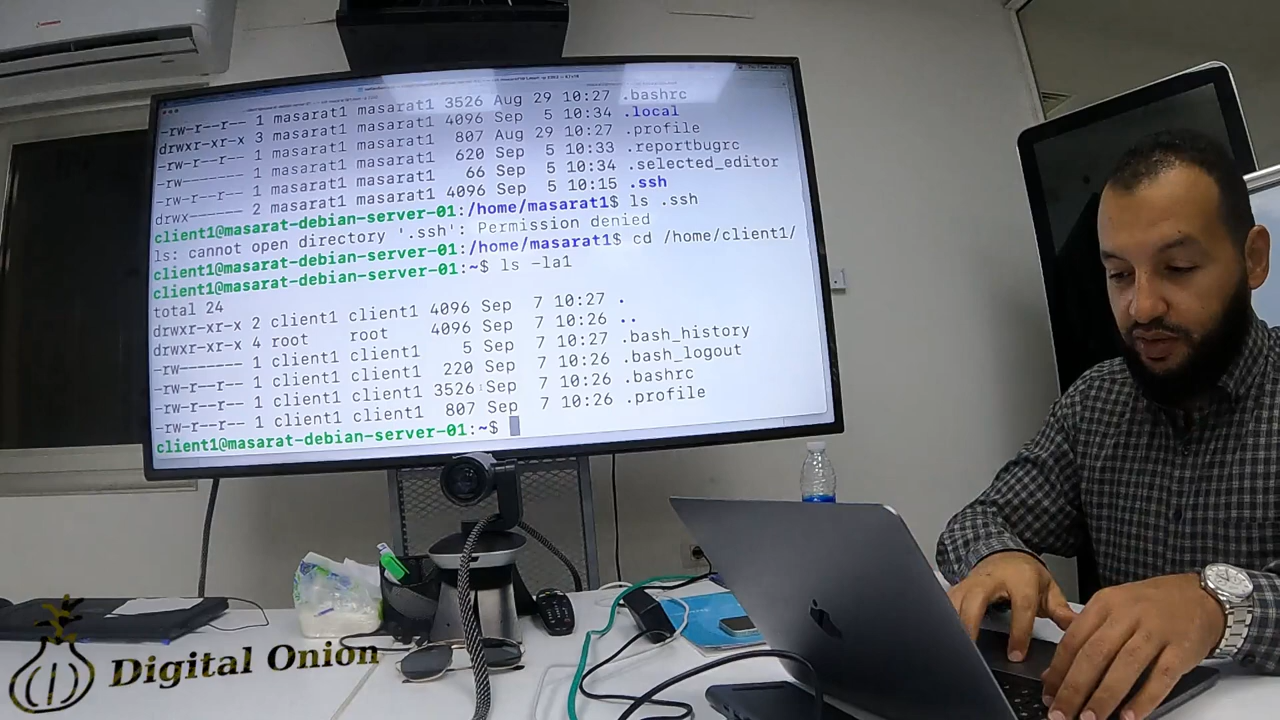 -rw-r--r-- 1 masarat1 masarat1 3526 Aug 29 10:27 .bashrc
drwxr-xr-x 3 masarat1 masarat1 4096 Sep 5 10:34 .local
-rw-r--r-- 1 masarat1 masarat1 807 Aug 29 10:27 .profile
-rw------- 1 masarat1 masarat1 620 Sep 5 10:33 .reportbugrc
-rw-r--r-- 1 masarat1 masarat1 66 Sep 5 10:34 .selected_editor
drwx------ 2 masarat1 masarat1 4096 Sep 5 10:15 .ssh
client1@masarat-debian-server-01:/home/masarat1$ ls .ssh
ls: cannot open directory '.ssh': Permission denied
client1@masarat-debian-server-01:/home/masarat1$ cd /home/client1/
client1@masarat-debian-server-01:~$ ls -la1
total 24
drwxr-xr-x 2 client1 client1 4096 Sep 7 10:27 .
drwxr-xr-x 4 root root 4096 Sep 7 10:26 ..
-rw------- 1 client1 client1 5 Sep 7 10:27 .bash_history
-rw-r--r-- 1 client1 client1 220 Sep 7 10:26 .bash_logout
-rw-r--r-- 1 client1 client1 3526 Sep 7 10:26 .bashrc
-rw-r--r-- 1 client1 client1 807 Sep 7 10:26 .profile
client1@masarat-debian-server-01:~$
Digital Onion